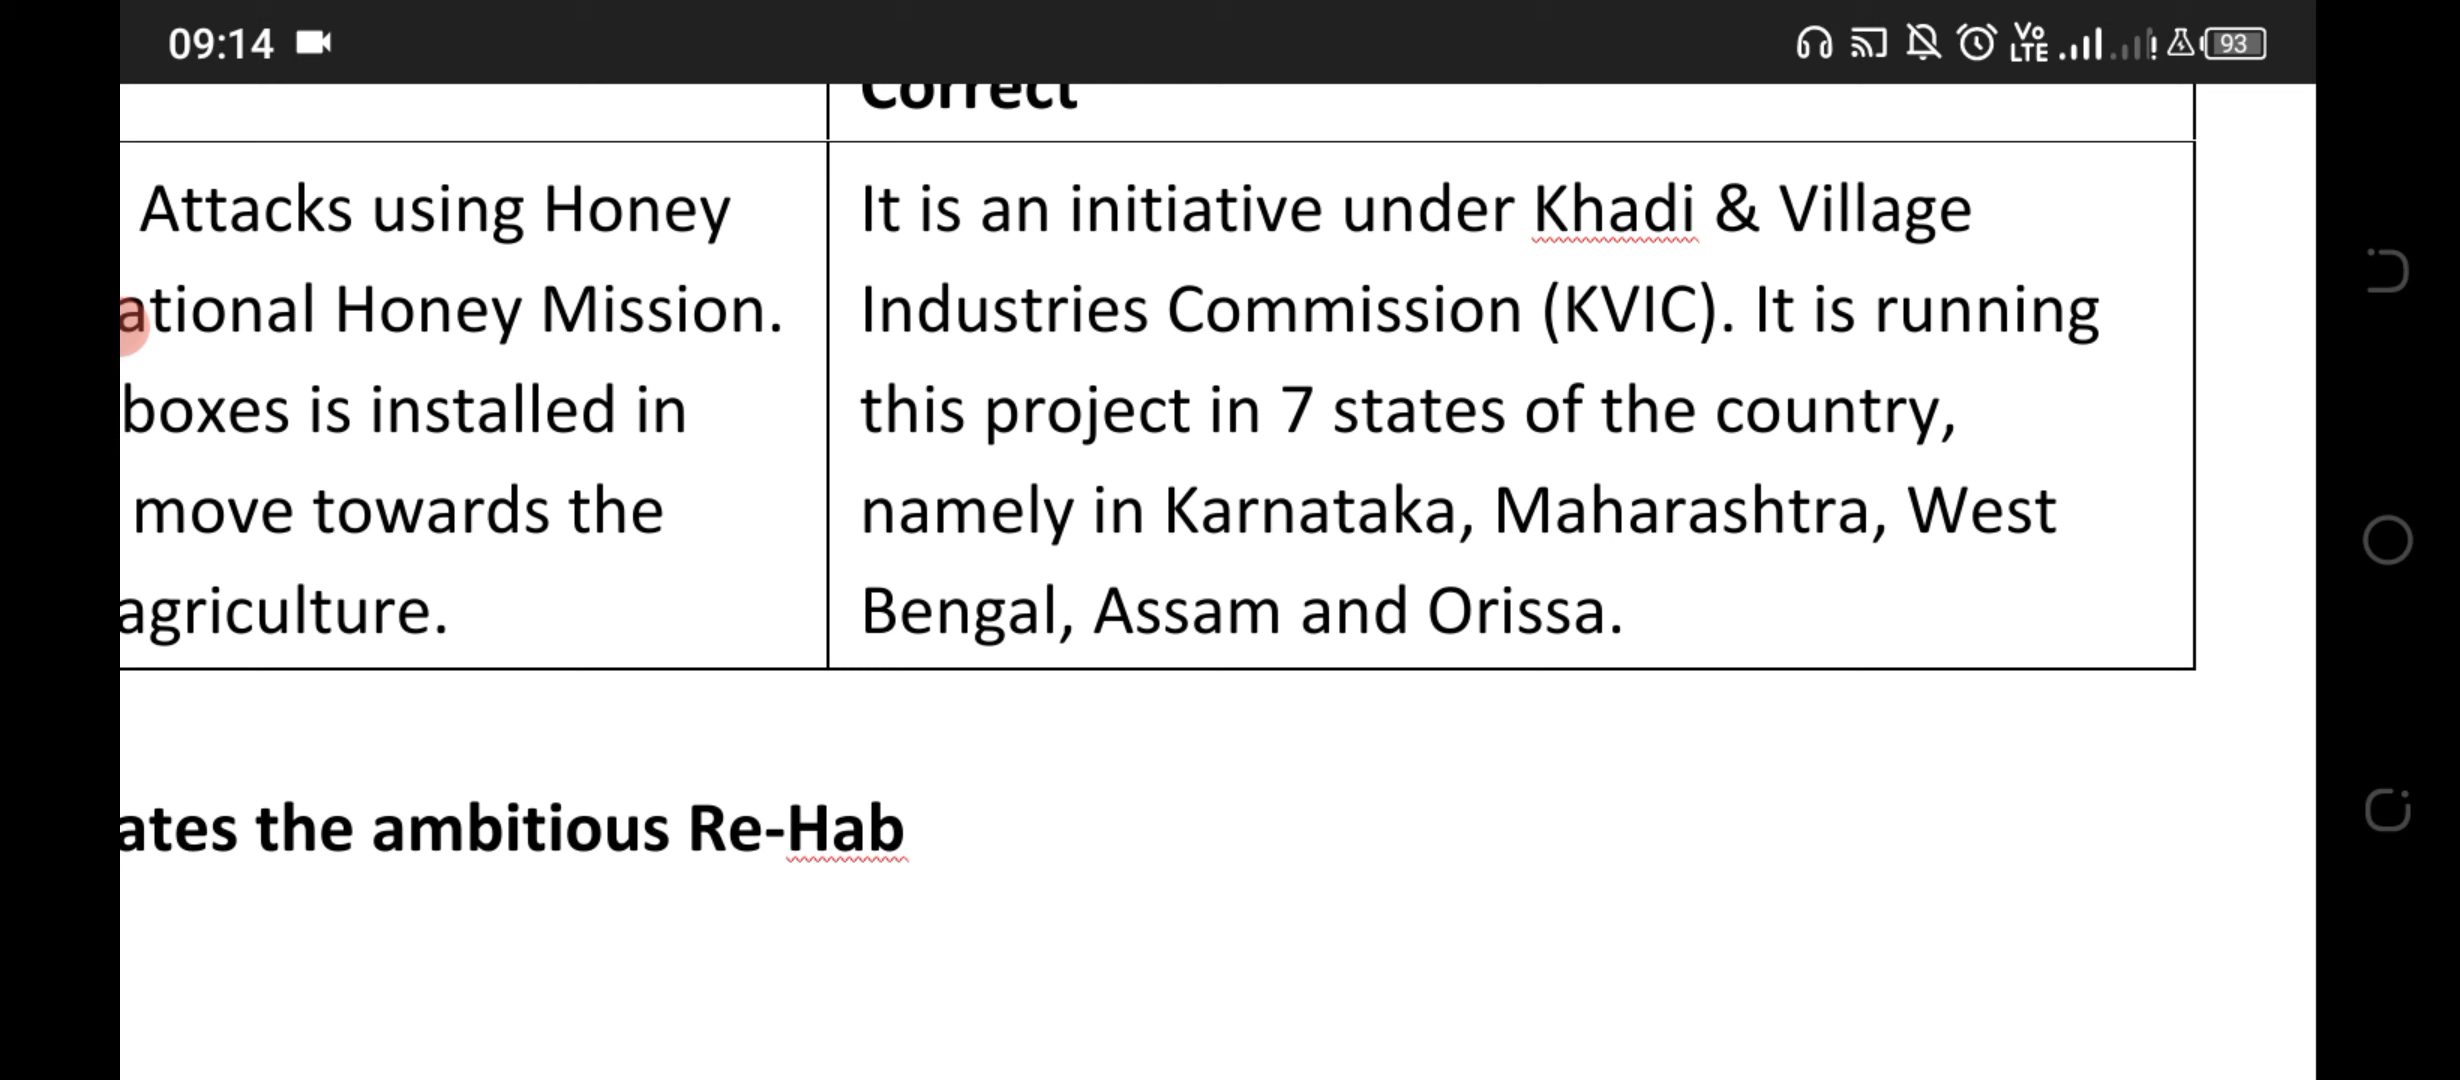 09:14 Vo LTE 93
Correct
Attacks using Honey
ational Honey Mission.
boxes is installed in
move towards the
agriculture.
It is an initiative under Khadi & Village
Industries Commission (KVIC). It is running
this project in 7 states of the country,
namely in Karnataka, Maharashtra, West
Bengal, Assam and Orissa.
ates the ambitious Re-Hab